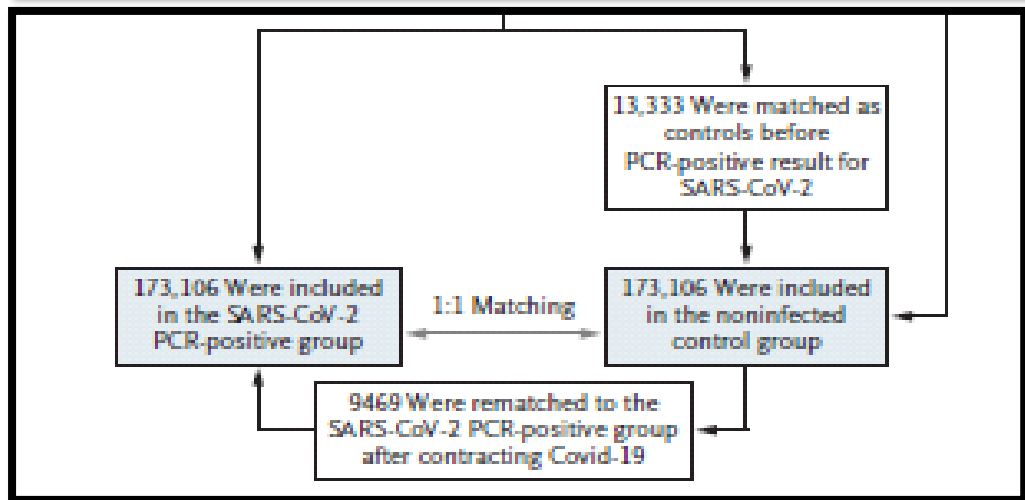 13,333 Were matched as
controls before
PCR-positive result for
SARS-CoV-2
173,106 Were included
in the SARS-CoV-2
PCR-positive group
1:1 Matching
173,106 Were included
in the noninfected
control group
9469 Were rematched to the
SARS-CoV-2 PCR-positive group
after contracting Covid-19